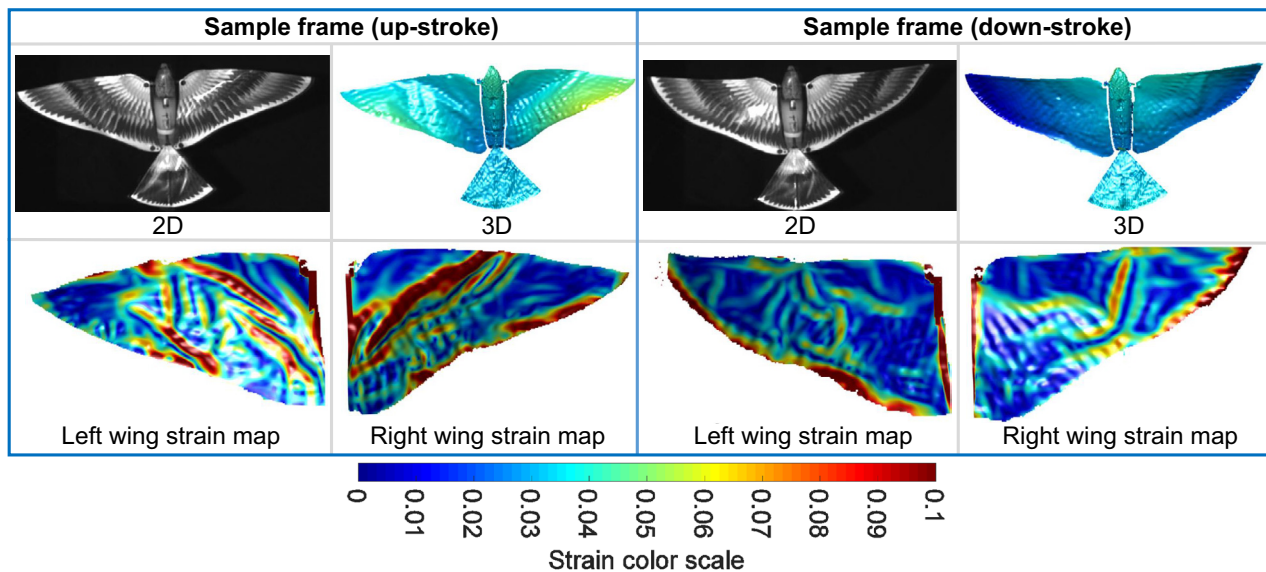 Sample frame (up-stroke)
Sample frame (down-stroke)
2D
3D
2D
3D
Left wing strain map
Right wing strain map
Left wing strain map
Right wing strain map
0
0.01
0.02
0.03
0.04
0.05
0.06
0.07
0.08
0.09
0.1
Strain color scale